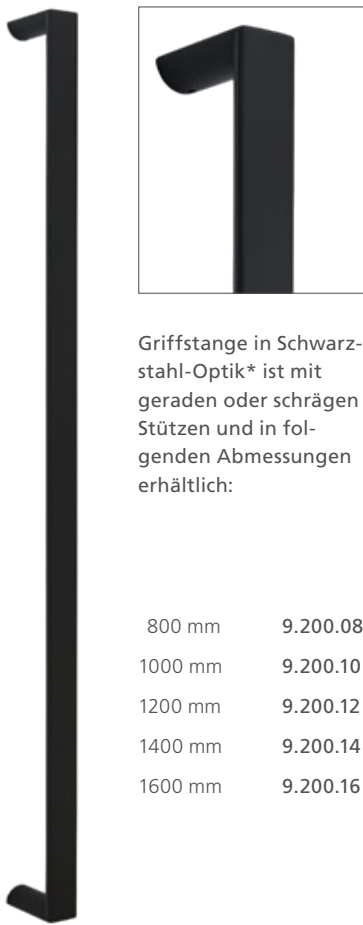 Griffstange in Schwarz-
stahl-Optik* ist mit
geraden oder schrägen
Stützen und in fol-
genden Abmessungen
erhältlich:
800 mm 9.200.08
1000 mm 9.200.10
1200 mm 9.200.12
1400 mm 9.200.14
1600 mm 9.200.16